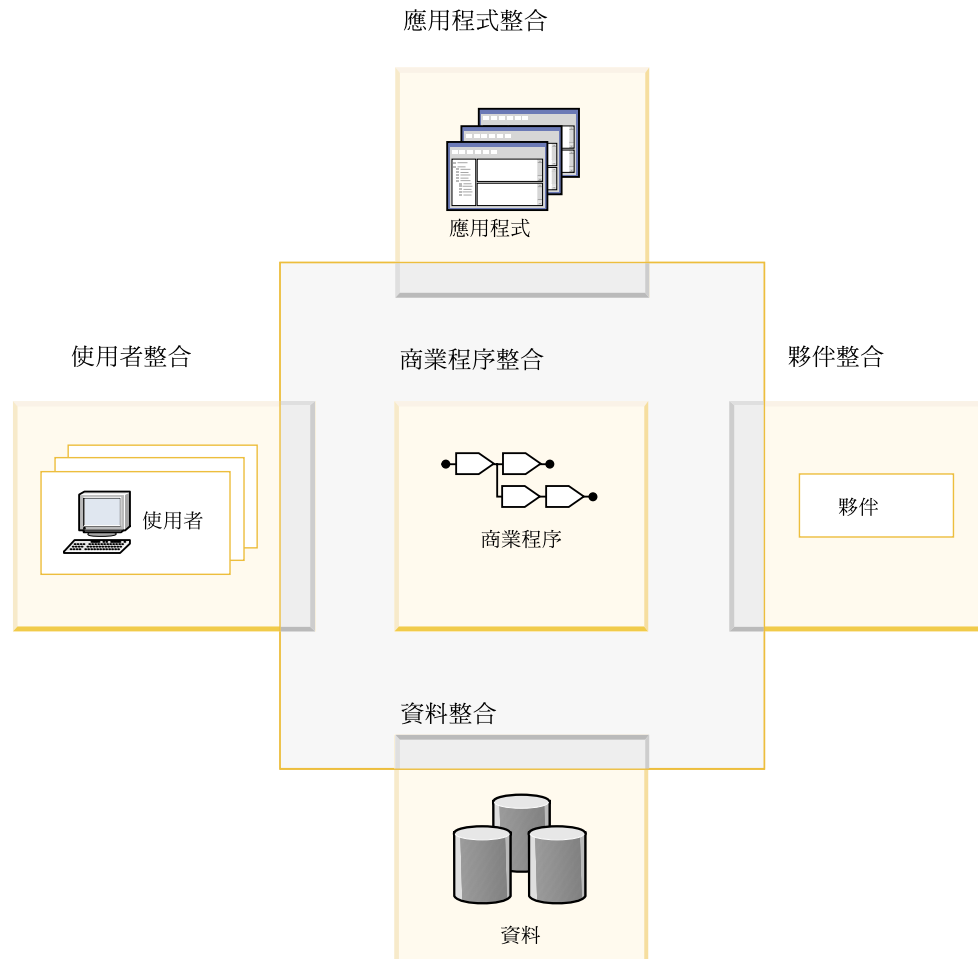 應用程式整合
應用程式
使用者整合
商業程序整合
夥伴整合
使用者
夥伴
商業程序
資料整合
資料